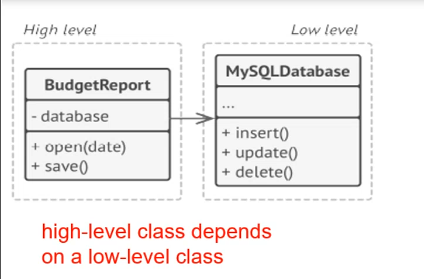 High level
Low level
BudgetReport
- database
+ open(date)
+ save()
MySQLDatabase
...
+ insert()
+ update()
+ delete()
high-level class depends
on a low-level class